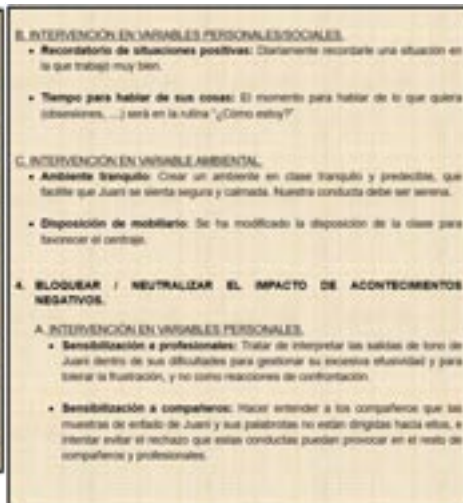 B. INTERVENCIÓN EN VARIABLES PERSONALES/SOCIALES.
• Recordatorio de situaciones positivas: Diariamente recordarle una situación en
la que trabajó muy bien.
• Tiempo para hablar de sus cosas: El momento para hablar de lo que quiera
(obsesiones, ...) será en la rutina "¿Cómo estoy?"
C. INTERVENCIÓN EN VARIABLE AMBIENTAL.
• Ambiente tranquilo: Crear un ambiente en clase tranquilo y predecible, que
facilite que Juani se sienta segura y calmada. Nuestra conducta debe ser serena.
• Disposición de mobiliario: Se ha modificado la disposición de la clase para
favorecer el
4. BLOQUEAR / NEUTRALIZAR EL IMPACTO DE ACONTECIMIENTOS
NEGATIVOS.
A. INTERVENCIÓN EN VARIABLES PERSONALES.
• Sensibilización a profesionales: Tratar de interpretar las salidas de tono de
Juani dentro de sus dificultades para gestionar su excesiva efusividad y para
tolerar la frustración, y no como reacciones de confrontación.
• Sensibilización a compañeros: Hacer entender a los compañeros que las
muestras de enfado de Juani y sus palabrotas no están dirigidas hacia ellos, e
intentar evitar el rechazo que estas conductas puedan provocar en el resto de
compañeros y profesionales.